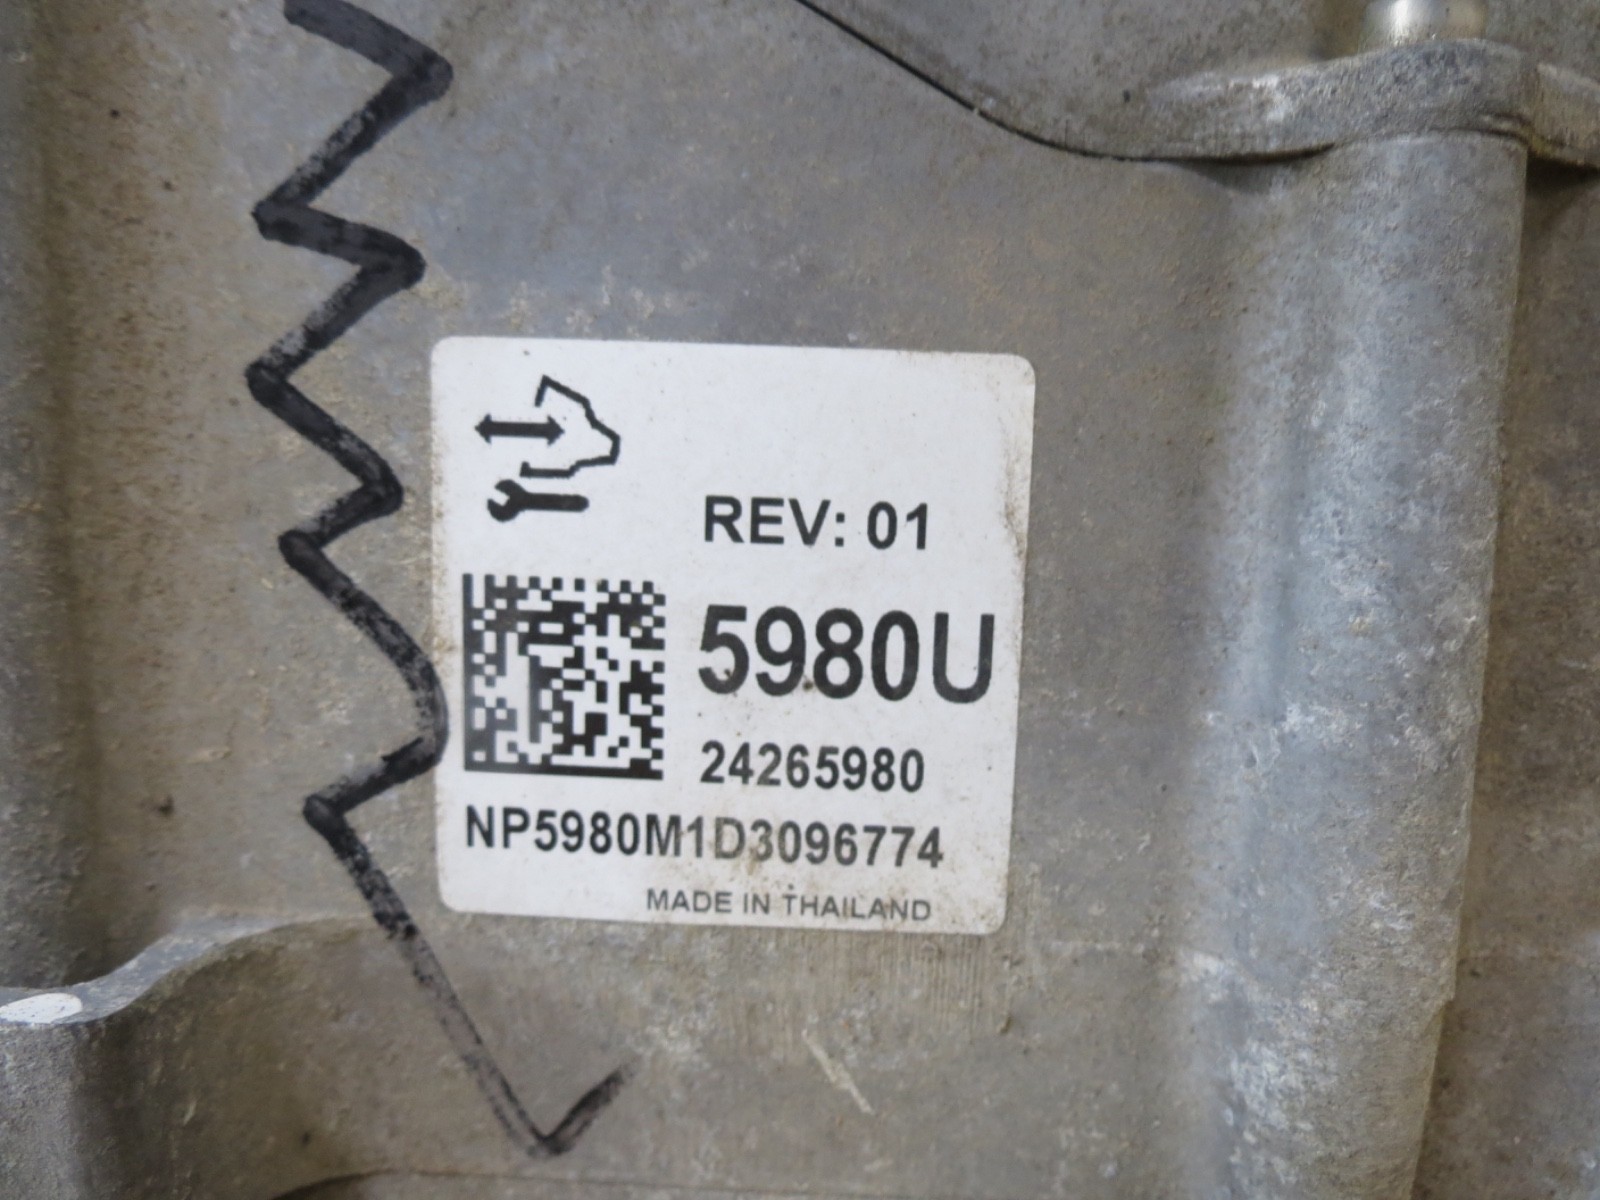 REV: 01
5980U
24265980
NP5980M1D3096774
MADE IN THAILAND